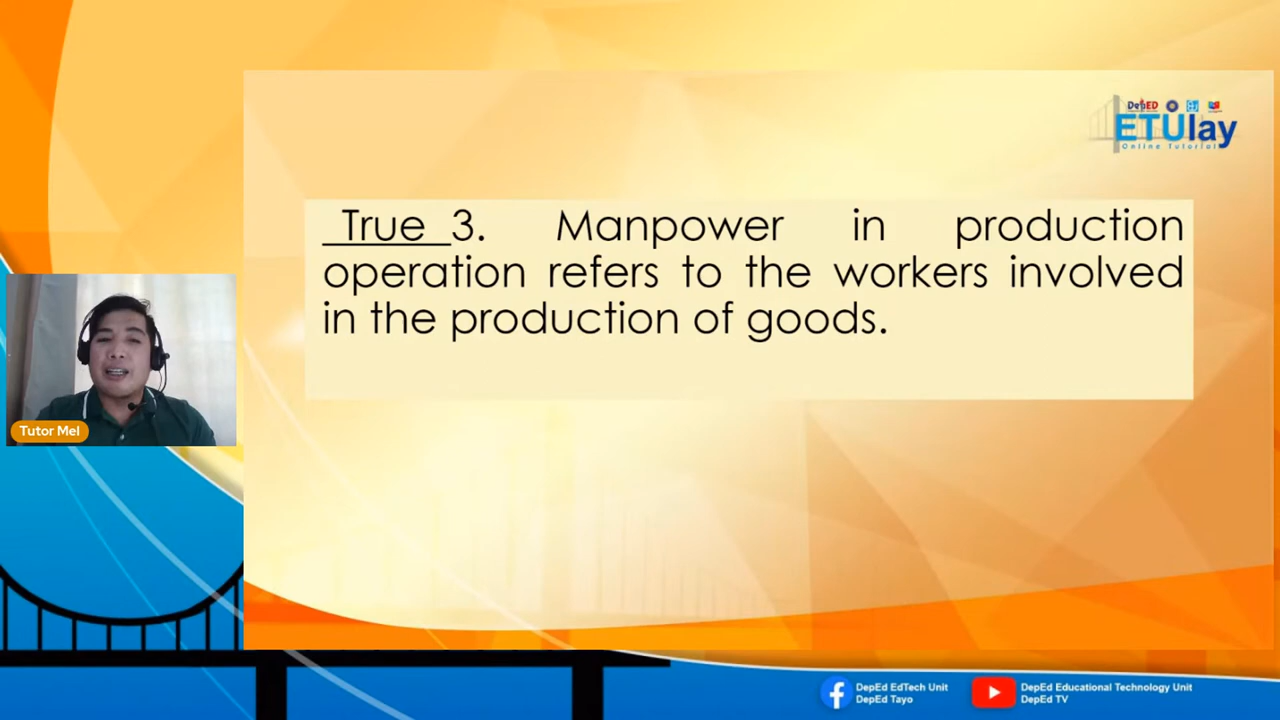 DepED
ETUlay
Online Tutorial
True 3. Manpower in production
operation refers to the workers involved
in the production of goods.
Tutor Mel
DepEd EdTech Unit
DepEd Tayo
DepEd Educational Technology Unit
DepEd TV